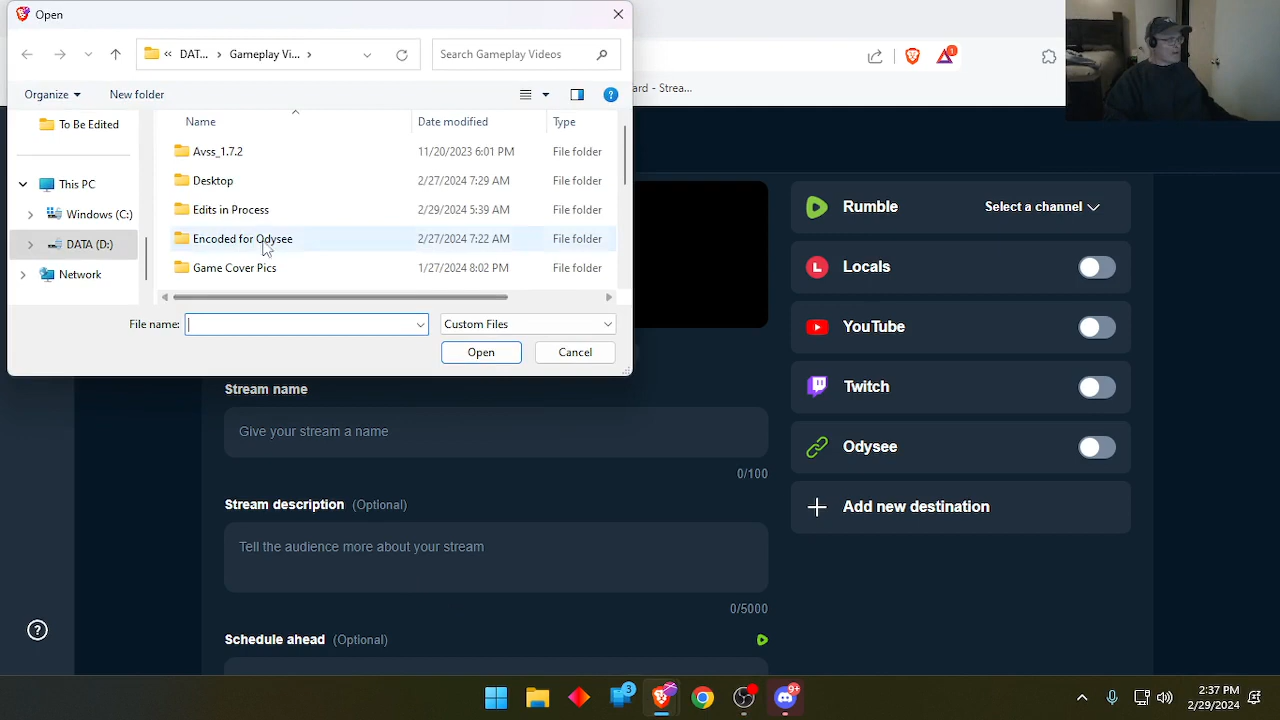 Open
DAT...
Gameplay Vi...
Search Gameplay Videos
Organize
New folder
ard - Strea...
To Be Edited
This PC
Windows (C:)
DATA (D:)
Network
Name
Date modified
Type
Avss_1.7.2
11/20/2023 6:01 PM
File folder
Desktop
2/27/2024 7:29 AM
File folder
Edits in Process
2/29/2024 5:39 AM
File folder
Encoded for Odysee
2/27/2024 7:22 AM
File folder
Game Cover Pics
1/27/2024 8:02 PM
File folder
File name:
Custom Files
Open
Cancel
Rumble
Select a channel
Locals
YouTube
Twitch
Odysee
Add new destination
Stream name
Give your stream a name
0/100
Stream description (Optional)
Tell the audience more about your stream
0/5000
Schedule ahead (Optional)
3
9+
2:37 PM
2/29/2024